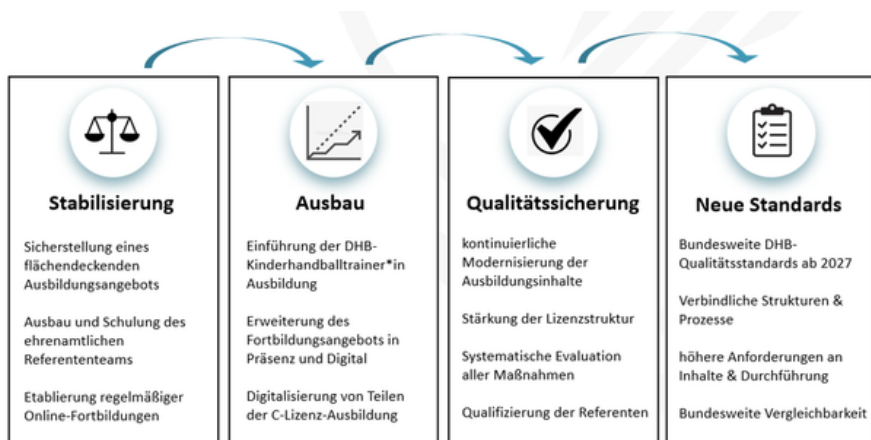 Stabilisierung
Sicherstellung eines
flächendeckenden
Ausbildungsangebots
Ausbau und Schulung des
ehrenamtlichen
Referententeams
Etablierung regelmäßiger
Online-Fortbildungen
Ausbau
Einführung der DHB-
Kinderhandballtrainer*in
Ausbildung
Erweiterung des
Fortbildungsangebots in
Präsenz und Digital
Digitalisierung von Teilen
der C-Lizenz-Ausbildung
Qualitätssicherung
kontinuierliche
Modernisierung der
Ausbildungsinhalte
Stärkung der Lizenzstruktur
Systematische Evaluation
aller Maßnahmen
Qualifizierung der Referenten
Neue Standards
Bundesweite DHB-
Qualitätsstandards ab 2027
Verbindliche Strukturen &
Prozesse
höhere Anforderungen an
Inhalte & Durchführung
Bundesweite Vergleichbarkeit